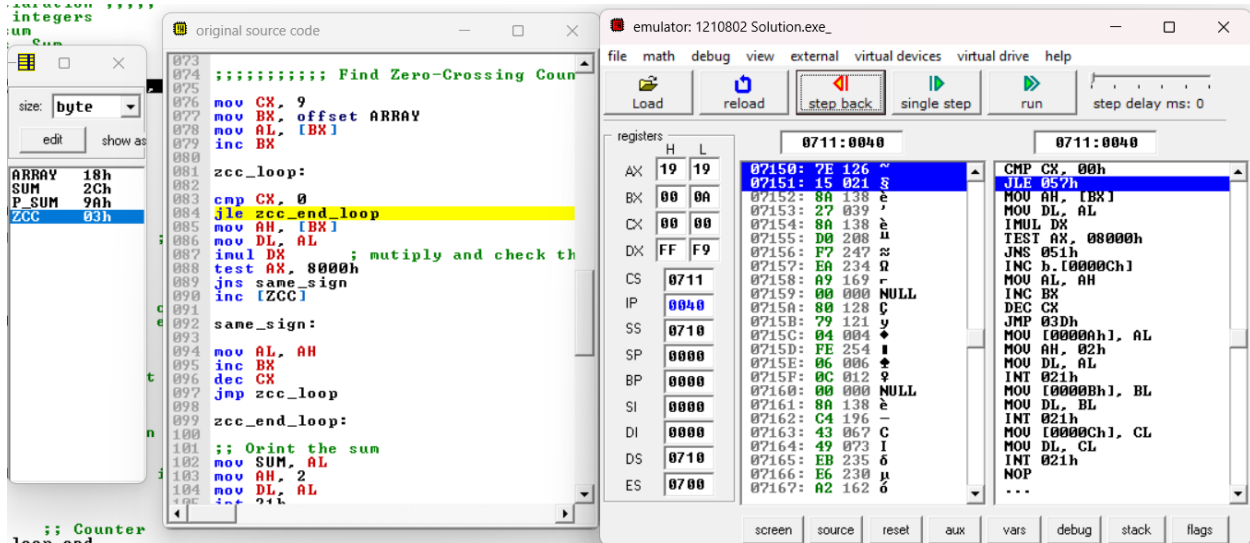 integers
sum
Sum
size: byte
edit show as
ARRAY 18h
SUM 2Ch
P_SUM 9Ah
ZCC 03h
;; Counter
original source code
073
074 ;;;;;;;;;;; Find Zero-Crossing Coun
075
076 mov CX, 9
077 mov BX, offset ARRAY
078 mov AL, [BX]
079 inc BX
080
081 zcc_loop:
082
083 cmp CX, 0
084 jle zcc_end_loop
085 mov AH, [BX]
086 mov DL, AL
087 imul DX ; mutiply and check th
088 test AX, 8000h
089 jns same_sign
090 inc [ZCC]
091
092 same_sign:
093
094 mov AL, AH
095 inc BX
096 dec CX
097 jmp zcc_loop
098
099 zcc_end_loop:
100
101 ;; Orint the sum
102 mov SUM, AL
103 mov AH, 2
104 mov DL, AL
105 int 21h
emulator: 1210802 Solution.exe_
file math debug view external virtual devices virtual drive help
Load reload step back single step run step delay ms: 0
registers
H L
AX 19 19
BX 00 0A
CX 00 00
DX FF F9
CS 0711
IP 0040
SS 0710
SP 0000
BP 0000
SI 0000
DI 0000
DS 0710
ES 0700
0711:0040
07150: 7E 126 ~
07151: 15 021 §
07152: 8A 138 è
07153: 27 039 '
07154: 8A 138 è
07155: D0 208 ╨
07156: F7 247 ≈
07157: EA 234 Ω
07158: A9 169 ⌐
07159: 00 000 NULL
0715A: 80 128 Ç
0715B: 79 121 y
0715C: 04 004 ♦
0715D: FE 254 ■
0715E: 06 006 ♠
0715F: 0C 012 ♀
07160: 00 000 NULL
07161: 8A 138 è
07162: C4 196 ─
07163: 43 067 C
07164: 49 073 I
07165: EB 235 δ
07166: E6 230 µ
07167: A2 162 ó
0711:0040
CMP CX, 00h
JLE 057h
MOV AH, [BX]
MOV DL, AL
IMUL DX
TEST AX, 08000h
JNS 051h
INC b.[0000Ch]
MOV AL, AH
INC BX
DEC CX
JMP 03Dh
MOV [0000Ah], AL
MOV AH, 02h
MOV DL, AL
INT 021h
MOV [0000Bh], BL
MOV DL, BL
INT 021h
MOV [0000Ch], CL
MOV DL, CL
INT 021h
NOP
...
screen source reset aux vars debug stack flags